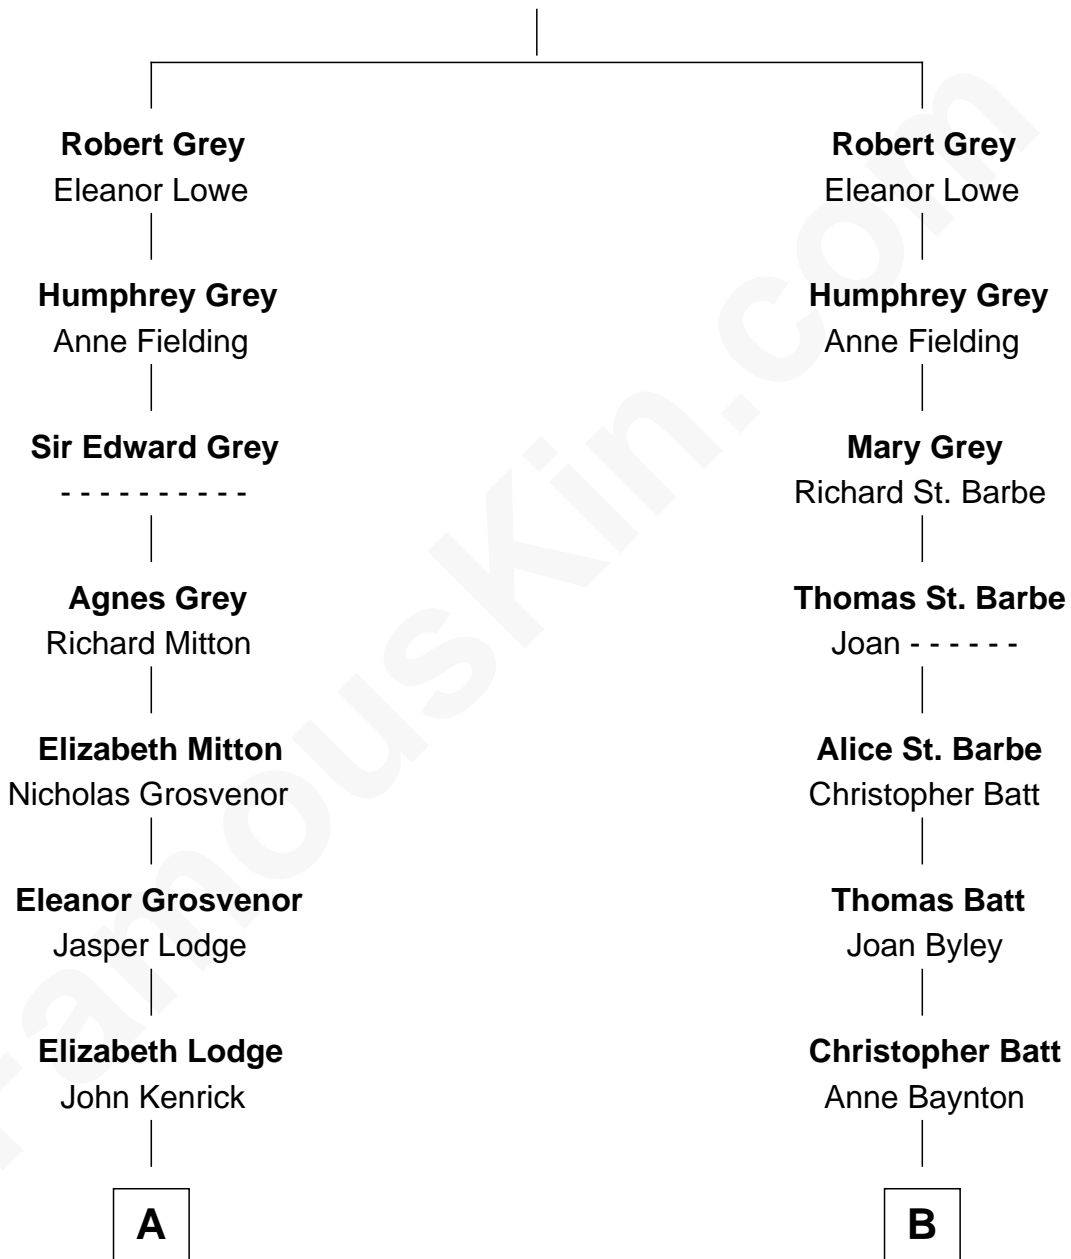 Robert Grey
Eleanor Lowe
Humphrey Grey
Anne Fielding
Sir Edward Grey
- - - - - - - - - -
Agnes Grey
Richard Mitton
Elizabeth Mitton
Nicholas Grosvenor
Eleanor Grosvenor
Jasper Lodge
Elizabeth Lodge
John Kenrick
A
Robert Grey
Eleanor Lowe
Humphrey Grey
Anne Fielding
Mary Grey
Richard St. Barbe
Thomas St. Barbe
Joan - - - - - -
Alice St. Barbe
Christopher Batt
Thomas Batt
Joan Byley
Christopher Batt
Anne Baynton
B
FamousKin.com